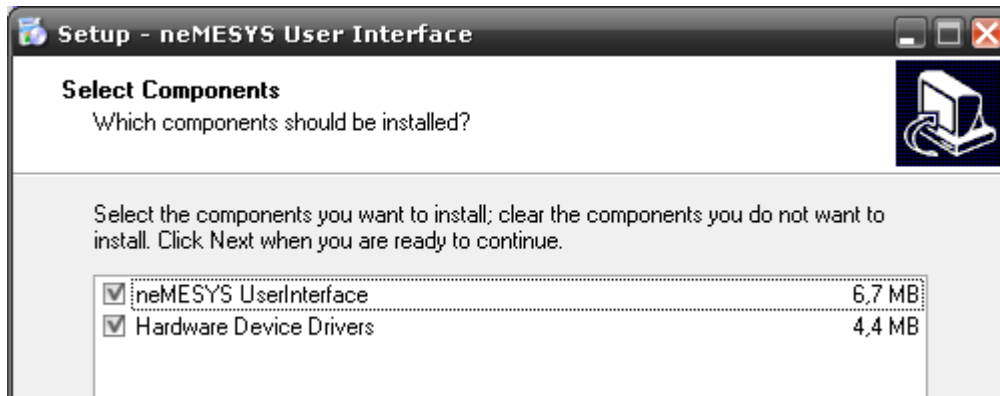 Setup - neMESYS User Interface
Select Components
Which components should be installed?
Select the components you want to install; clear the components you do not want to
install. Click Next when you are ready to continue.
neMESYS UserInterface 6,7 MB
Hardware Device Drivers 4,4 MB